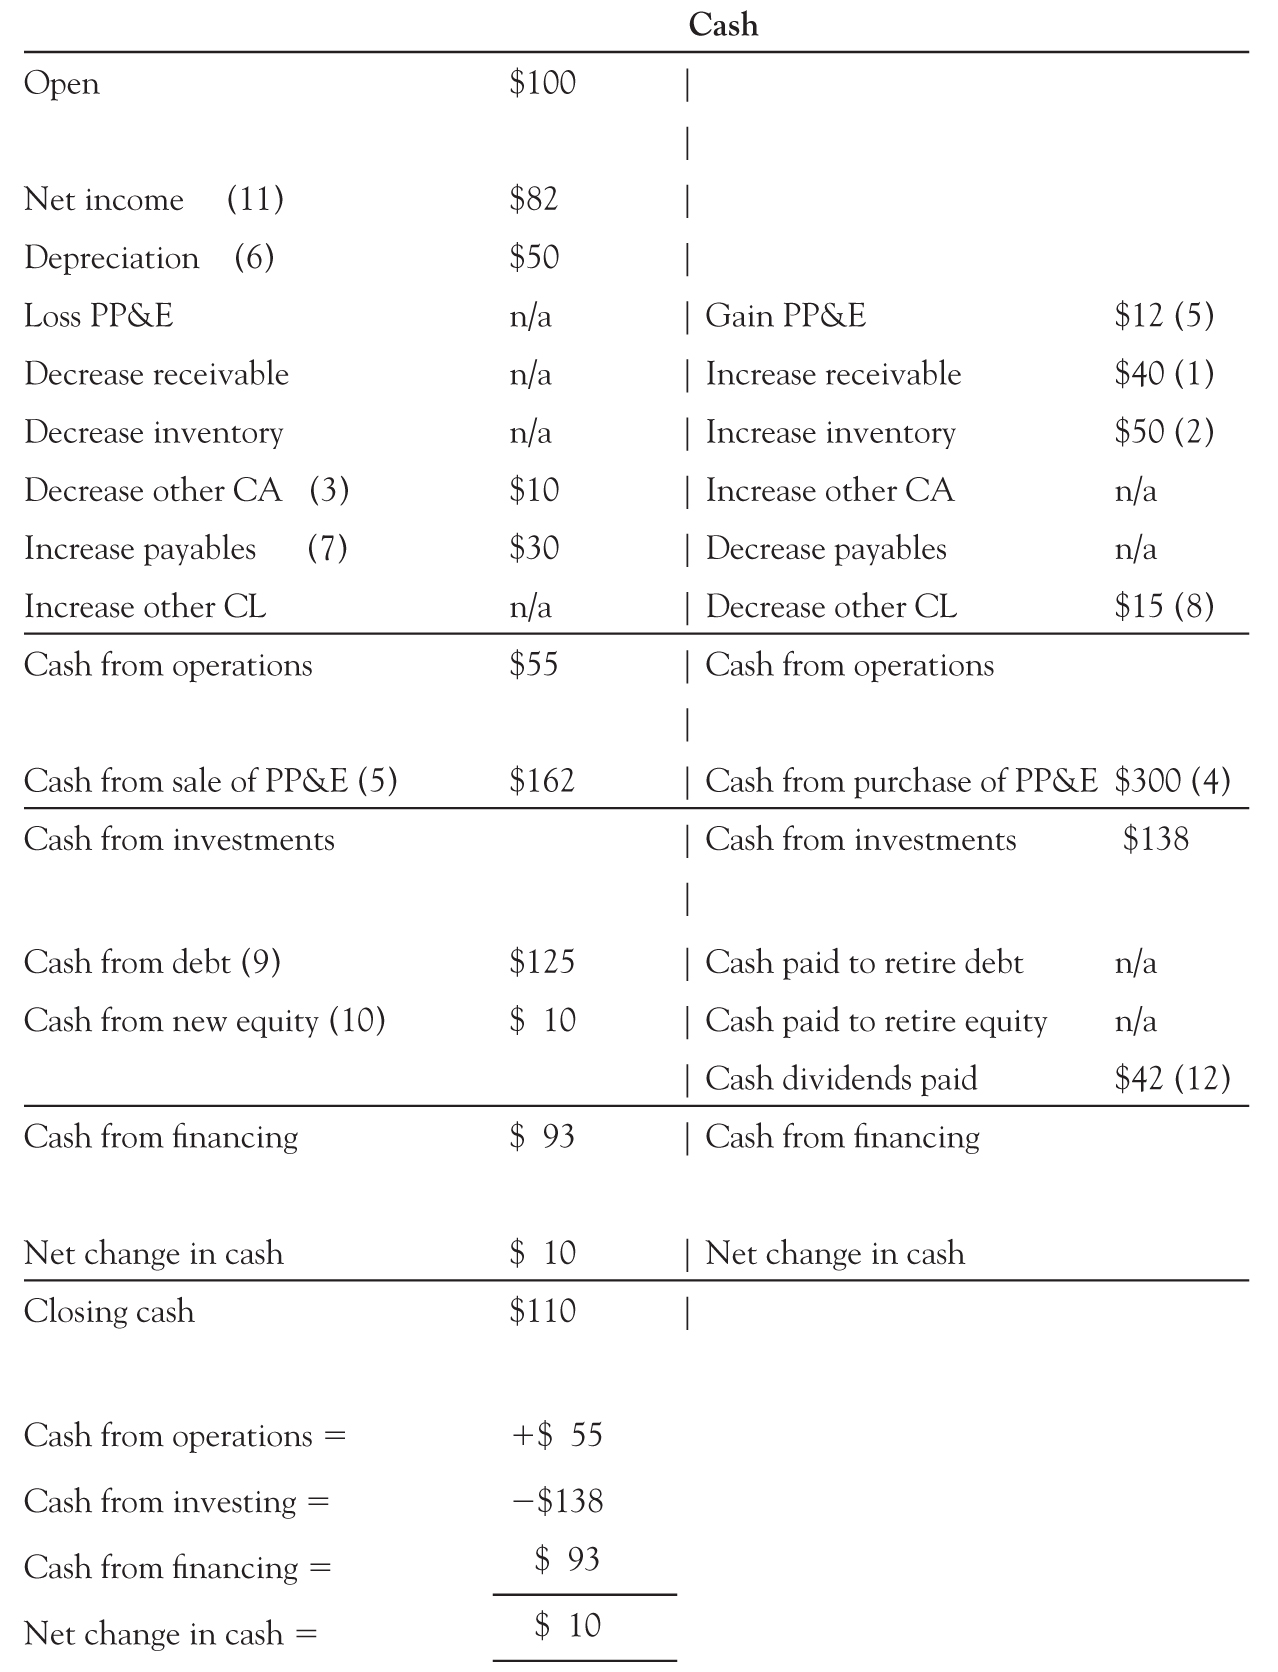 Cash
Open $100 |
|
Net income (11) $82 |
Depreciation (6) $50 |
Loss PP&E n/a | Gain PP&E $12 (5)
Decrease receivable n/a | Increase receivable $40 (1)
Decrease inventory n/a | Increase inventory $50 (2)
Decrease other CA (3) $10 | Increase other CA n/a
Increase payables (7) $30 | Decrease payables n/a
Increase other CL n/a | Decrease other CL $15 (8)
Cash from operations $55 | Cash from operations
|
Cash from sale of PP&E (5) $162 | Cash from purchase of PP&E $300 (4)
Cash from investments | Cash from investments $138
|
Cash from debt (9) $125 | Cash paid to retire debt n/a
Cash from new equity (10) $ 10 | Cash paid to retire equity n/a
| Cash dividends paid $42 (12)
Cash from financing $ 93 | Cash from financing
Net change in cash $ 10 | Net change in cash
Closing cash $110 |
Cash from operations = +$ 55
Cash from investing = −$138
Cash from financing = $ 93
Net change in cash = $ 10